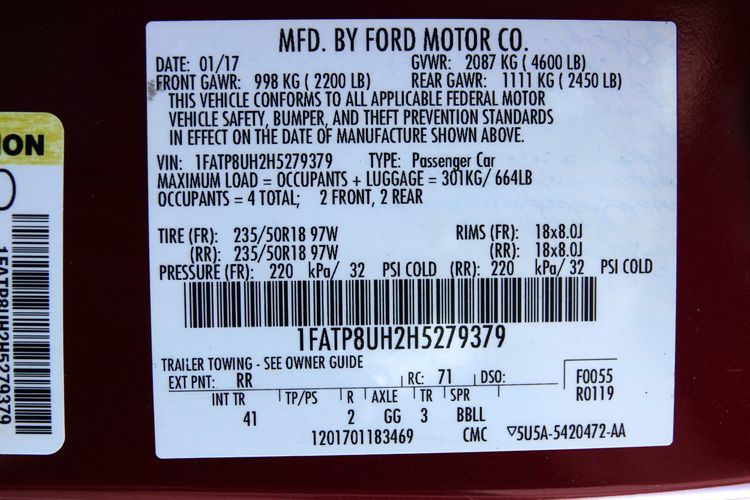 MFD. BY FORD MOTOR CO.
DATE: 01/17 GVWR: 2087 KG ( 4600 LB)
FRONT GAWR: 998 KG ( 2200 LB) REAR GAWR: 1111 KG ( 2450 LB)
THIS VEHICLE CONFORMS TO ALL APPLICABLE FEDERAL MOTOR
VEHICLE SAFETY, BUMPER, AND THEFT PREVENTION STANDARDS
IN EFFECT ON THE DATE OF MANUFACTURE SHOWN ABOVE.
VIN: 1FATP8UH2H5279379 TYPE: Passenger Car
MAXIMUM LOAD = OCCUPANTS + LUGGAGE = 301KG/ 664LB
OCCUPANTS = 4 TOTAL; 2 FRONT, 2 REAR
TIRE (FR): 235/50R18 97W RIMS (FR): 18x8.0J
(RR): 235/50R18 97W (RR): 18x8.0J
PRESSURE (FR): 220 kPa/ 32 PSI COLD (RR): 220 kPa/ 32 PSI COLD
1FATP8UH2H5279379
TRAILER TOWING - SEE OWNER GUIDE
EXT PNT: RR RC: 71 DSO: F0055
R0119
INT TR TP/PS R AXLE TR SPR
41 2 GG 3 BBLL
1201701183469 CMC ▽5U5A-5420472-AA
ION
1FATP8UH2H5279379